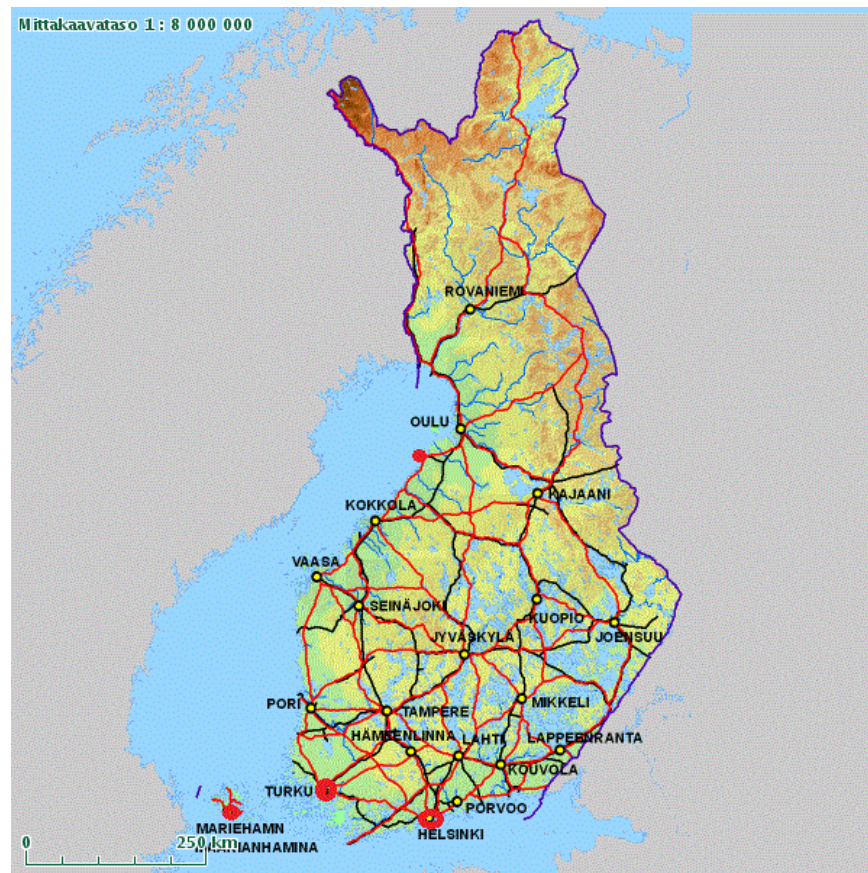 Mittakaavataso 1 : 8 000 000
ROVANIEMI
OULU
KAJAANI
KOKKOLA
VAASA
SEINÄJOKI
KUOPIO
JOENSUU
JYVÄSKYLÄ
PORI
TAMPERE
MIKKELI
HÄMEENLINNA
LAHTI
LAPPEENRANTA
KOUVOLA
TURKU
PORVOO
HELSINKI
MARIEHAMN
MAARIANHAMINA
0 250 km